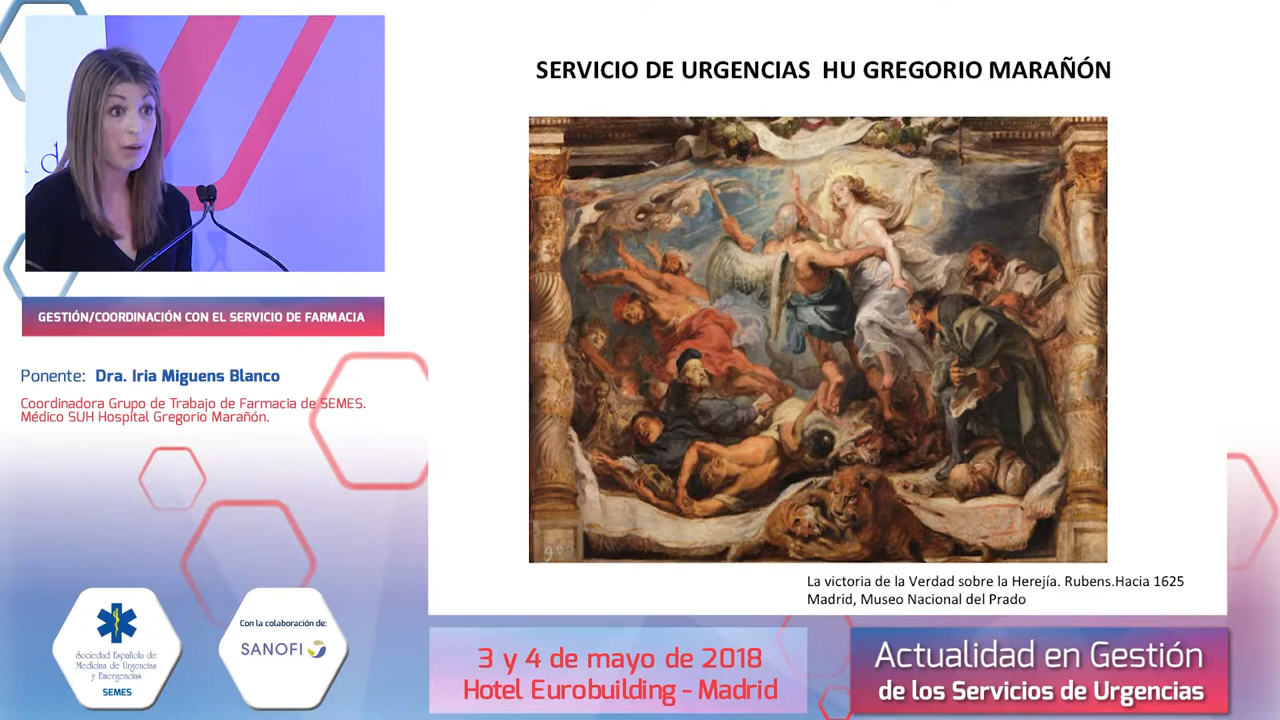 SERVICIO DE URGENCIAS HU GREGORIO MARAÑÓN
GESTIÓN/COORDINACIÓN CON EL SERVICIO DE FARMACIA
Ponente: Dra. Iria Miguens Blanco
Coordinadora Grupo de Trabajo de Farmacia de SEMES.
Médico SUH Hospital Gregorio Marañón.
La victoria de la Verdad sobre la Herejía. Rubens.Hacia 1625
Madrid, Museo Nacional del Prado
Sociedad Española de
Medicina de Urgencias
y Emergencias
SEMES
Con la colaboración de:
SANOFI
3 y 4 de mayo de 2018
Hotel Eurobuilding - Madrid
Actualidad en Gestión
de los Servicios de Urgencias